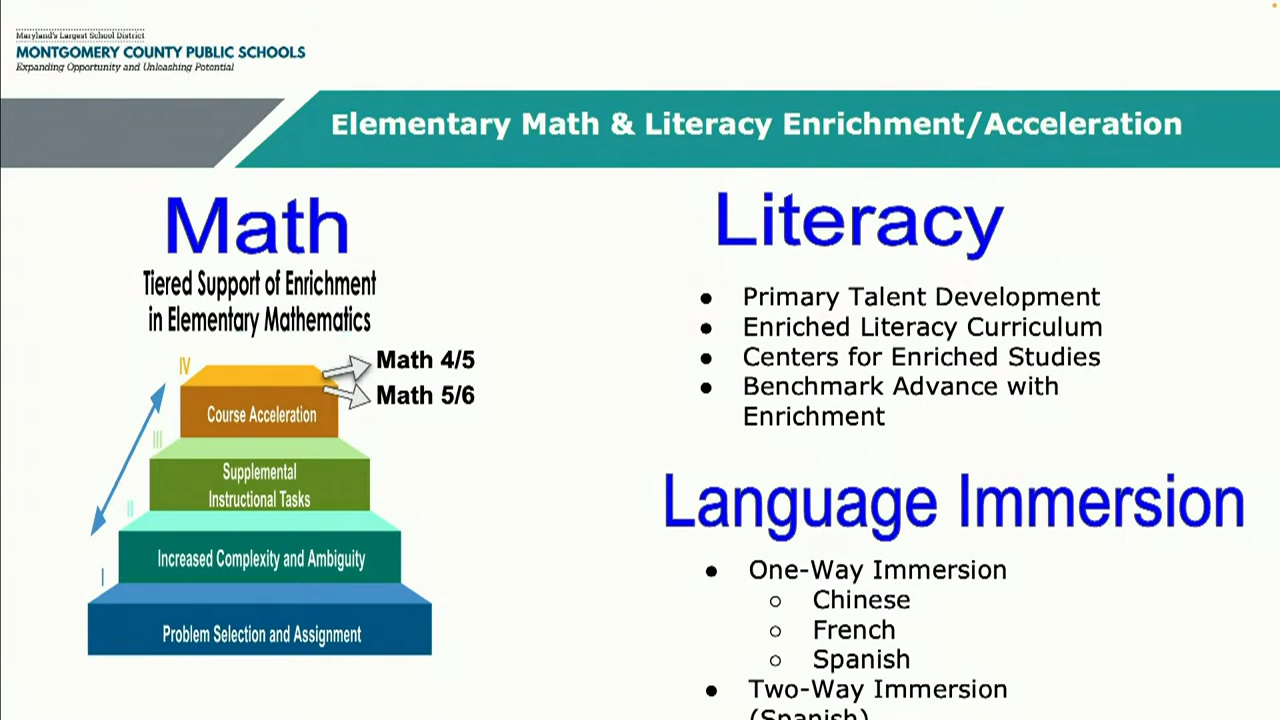 Maryland's Largest School District
MONTGOMERY COUNTY PUBLIC SCHOOLS
Expanding Opportunity and Unleashing Potential
Elementary Math & Literacy Enrichment/Acceleration
Math
Tiered Support of Enrichment
in Elementary Mathematics
IV
Math 4/5
Math 5/6
Course Acceleration
III
Supplemental
Instructional Tasks
II
Increased Complexity and Ambiguity
I
Problem Selection and Assignment
Literacy
● Primary Talent Development
● Enriched Literacy Curriculum
● Centers for Enriched Studies
● Benchmark Advance with
Enrichment
Language Immersion
● One-Way Immersion
○ Chinese
○ French
○ Spanish
● Two-Way Immersion
(Spanish)